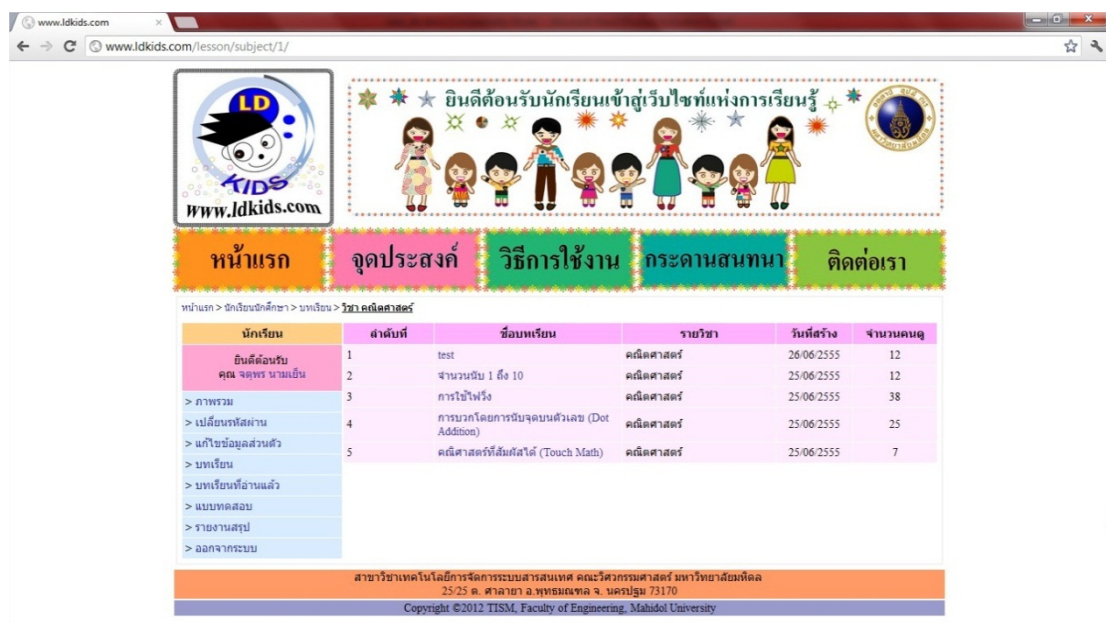 www.ldkids.com
www.ldkids.com/lesson/subject/1/
LD
KIDS
www.ldkids.com
ยินดีต้อนรับนักเรียนเข้าสู่เว็บไซท์แห่งการเรียนรู้
หน้าแรก
จุดประสงค์
วิธีการใช้งาน
กระดานสนทนา
ติดต่อเรา
หน้าแรก > นักเรียนนักศึกษา > บทเรียน > วิชา คณิตศาสตร์
นักเรียน
ยินดีต้อนรับ
คุณ จตุพร นามเย็น
> ภาพรวม
> เปลี่ยนรหัสผ่าน
> แก้ไขข้อมูลส่วนตัว
> บทเรียน
> บทเรียนที่อ่านแล้ว
> แบบทดสอบ
> รายงานสรุป
> ออกจากระบบ
ลำดับที่ ชื่อบทเรียน รายวิชา วันที่สร้าง จำนวนคนดู
1 test คณิตศาสตร์ 26/06/2555 12
2 จำนวนนับ 1 ถึง 10 คณิตศาสตร์ 25/06/2555 12
3 การใช้ไฟวิ่ง คณิตศาสตร์ 25/06/2555 38
4 การบวกโดยการนับจุดบนตัวเลข (Dot
Addition) คณิตศาสตร์ 25/06/2555 25
5 คณิศาสตร์ที่สัมผัสได้ (Touch Math) คณิตศาสตร์ 25/06/2555 7
สาขาวิชาเทคโนโลยีการจัดการระบบสารสนเทศ คณะวิศวกรรมศาสตร์ มหาวิทยาลัยมหิดล
25/25 ต. ศาลายา อ.พุทธมณฑล จ. นครปฐม 73170
Copyright ©2012 TISM, Faculty of Engineering, Mahidol University